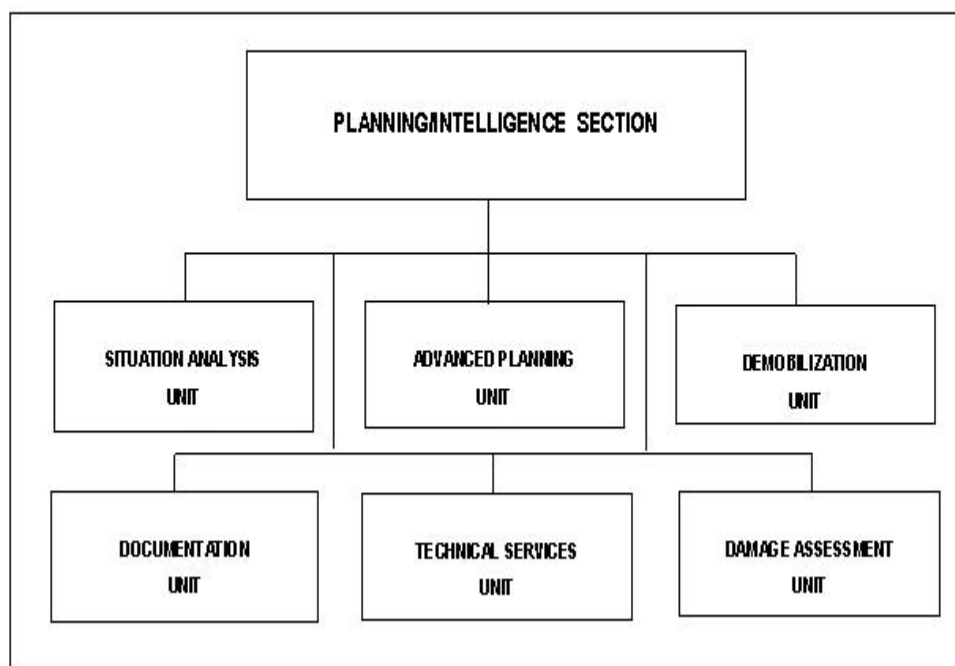 PLANNING/INTELLIGENCE SECTION
SITUATION ANALYSIS
UNIT
ADVANCED PLANNING
UNIT
DEMOBILIZATION
UNIT
DOCUMENTATION
UNIT
TECHNICAL SERVICES
UNIT
DAMAGE ASSESSMENT
UNIT